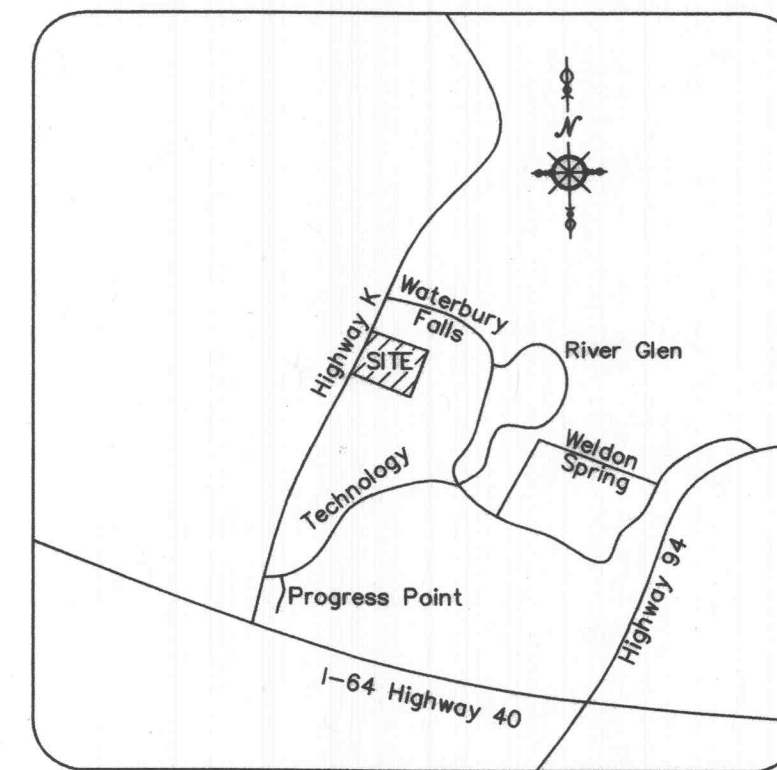 N
Highway K
Waterbury
Falls
SITE
River Glen
Weldon
Spring
Technology
Progress Point
Highway 94
I-64 Highway 40